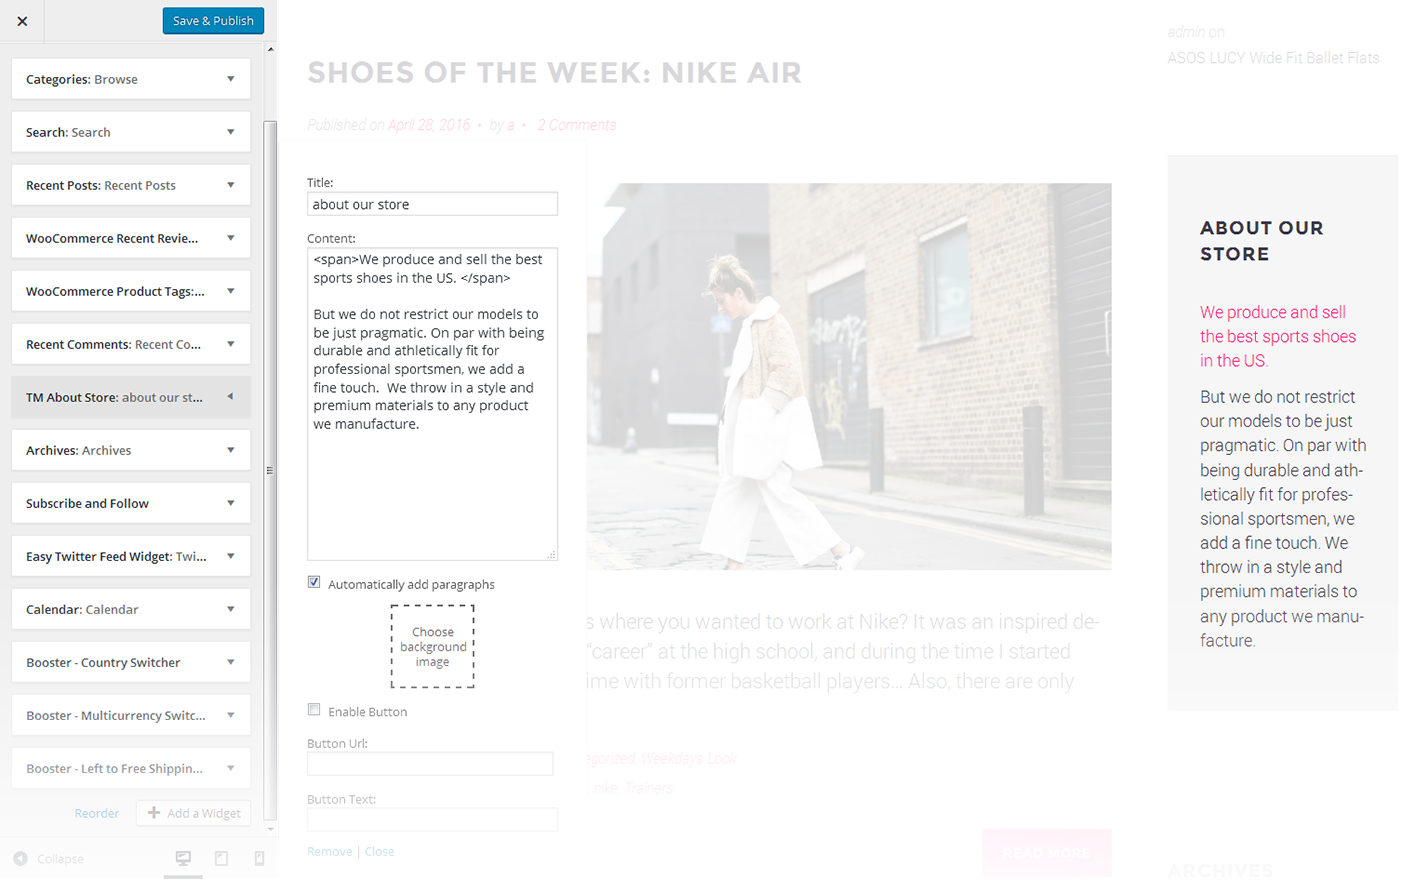 Save & Publish
Categories: Browse
Search: Search
Recent Posts: Recent Posts
WooCommerce Recent Revie...
WooCommerce Product Tags:...
Recent Comments: Recent Co...
TM About Store: about our st...
Archives: Archives
Subscribe and Follow
Easy Twitter Feed Widget: Twi...
Calendar: Calendar
Booster - Country Switcher
Booster - Multicurrency Switc...
Booster - Left to Free Shippin...
Reorder
Add a Widget
Collapse
Title:
about our store
Content:
<span>We produce and sell the best
sports shoes in the US. </span>
But we do not restrict our models to
be just pragmatic. On par with being
durable and athletically fit for
professional sportsmen, we add a
fine touch.  We throw in a style and
premium materials to any product
we manufacture.
Automatically add paragraphs
Choose
background
image
Enable Button
Button Url:
Button Text:
Remove | Close
SHOES OF THE WEEK: NIKE AIR
Published on April 28, 2016 • by a • 2 Comments
s where you wanted to work at Nike? It was an inspired de-
“career” at the high school, and during the time I started
ime with former basketball players... Also, there are only
egorized, Weekdays Look
, nike, Trainers
READ MORE
admin on
ASOS LUCY Wide Fit Ballet Flats
ABOUT OUR
STORE
We produce and sell
the best sports shoes
in the US.
But we do not restrict
our models to be just
pragmatic. On par with
being durable and ath-
letically fit for profes-
sional sportsmen, we
add a fine touch. We
throw in a style and
premium materials to
any product we manu-
facture.
ARCHIVES